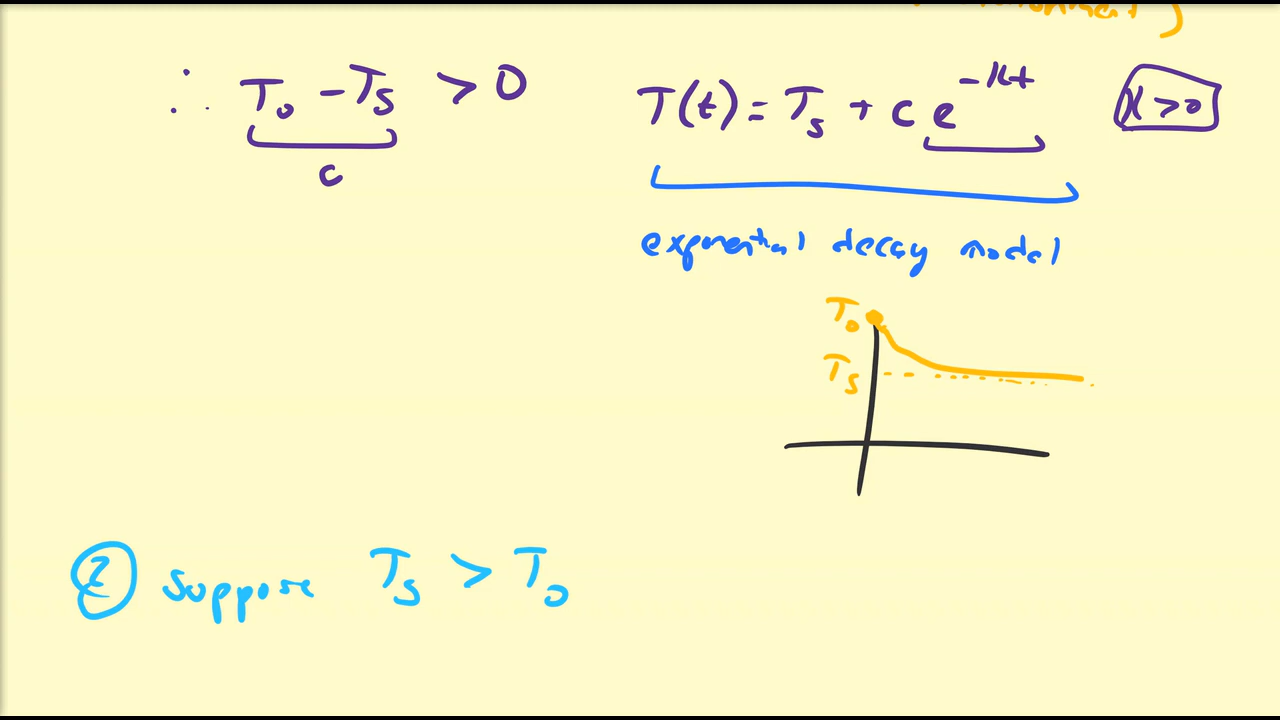 ∴ T₀ - Tₛ > 0
c
T(t) = Tₛ + c e^{-kt}
k > 0
exponential decay model
T₀
Tₛ
② Suppose Tₛ > T₀